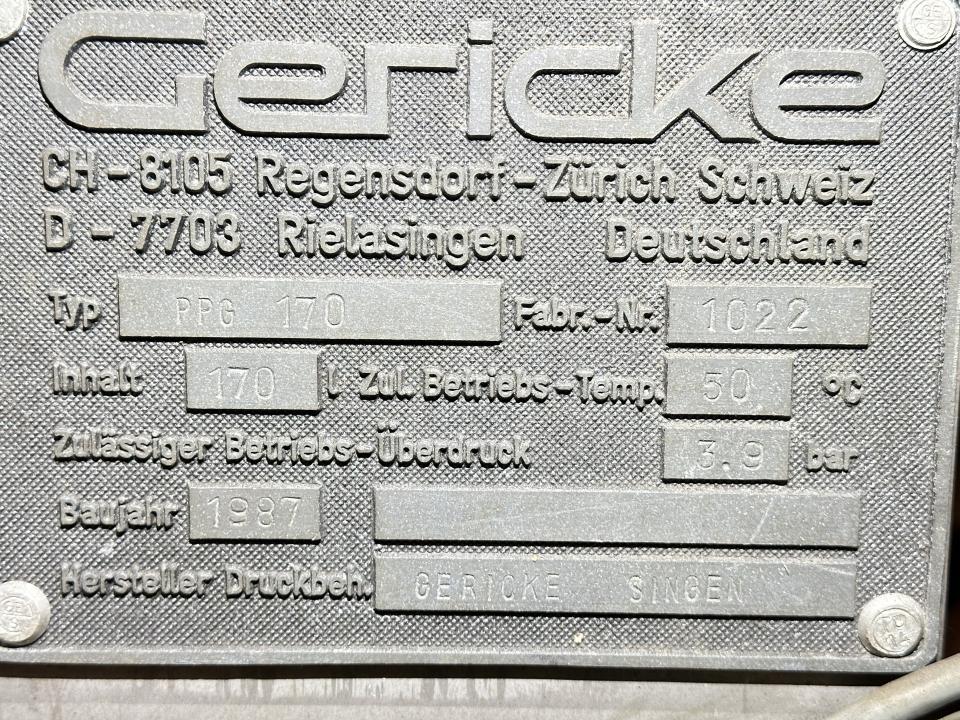 Gericke
CH-8105 Regensdorf-Zürich Schweiz
D-7703 Rielasingen Deutschland
Typ PPG 170 Fabr.-Nr. 1022
Inhalt 170 l Zul. Betriebs-Temp. 50 °C
Zulässiger Betriebs-Überdruck 3.9 bar
Baujahr 1987
Hersteller Druckbeh. GERICKE SINGEN